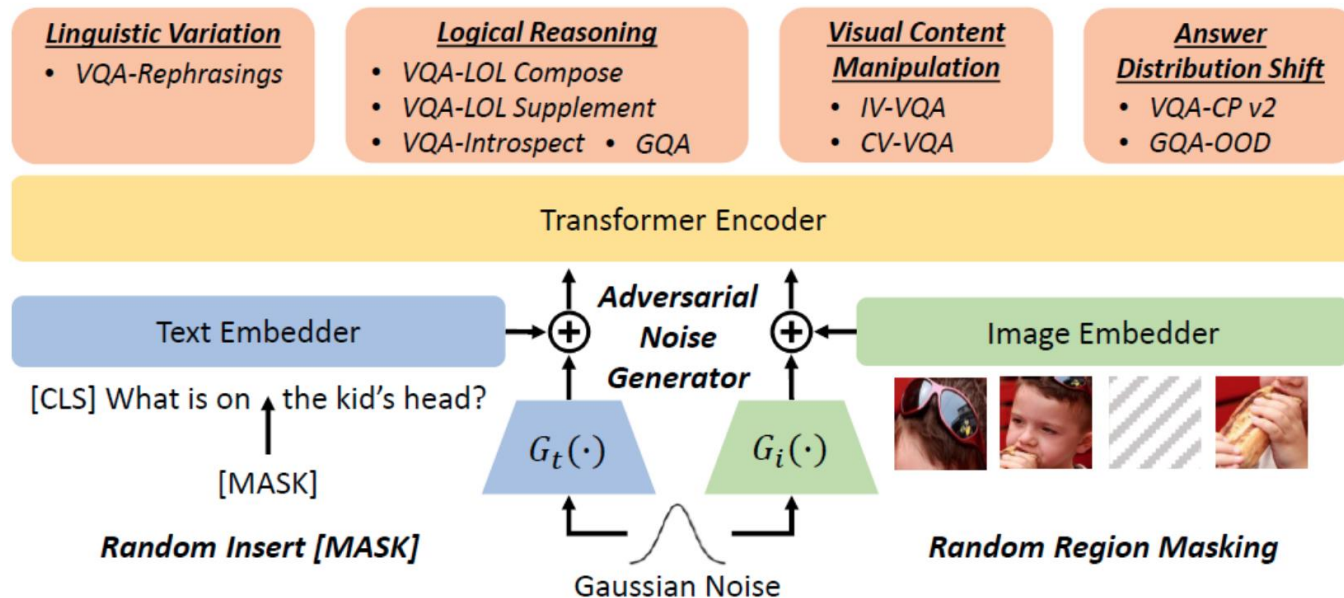 Linguistic Variation
• VQA-Rephrasings
Logical Reasoning
• VQA-LOL Compose
• VQA-LOL Supplement
• VQA-Introspect • GQA
Visual Content
Manipulation
• IV-VQA
• CV-VQA
Answer
Distribution Shift
• VQA-CP v2
• GQA-OOD
Transformer Encoder
Text Embedder
+
Adversarial
Noise
Generator
+
Image Embedder
[CLS] What is on the kid's head?
[MASK]
Random Insert [MASK]
G_t(·)
G_i(·)
Gaussian Noise
Random Region Masking